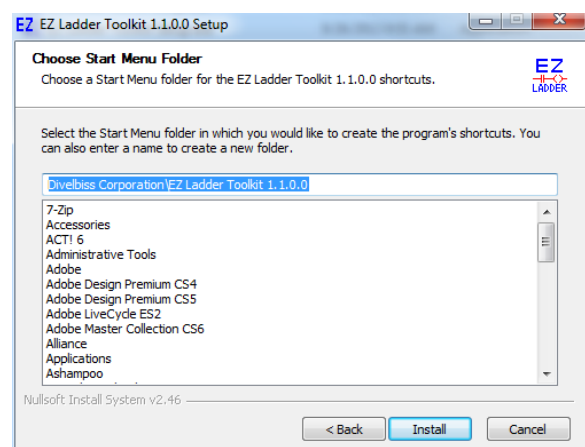 EZ EZ Ladder Toolkit 1.1.0.0 Setup
Choose Start Menu Folder
Choose a Start Menu folder for the EZ Ladder Toolkit 1.1.0.0 shortcuts.
EZ
LADDER
Select the Start Menu folder in which you would like to create the program's shortcuts. You
can also enter a name to create a new folder.
Divelbiss Corporation\EZ Ladder Toolkit 1.1.0.0
7-Zip
Accessories
ACT! 6
Administrative Tools
Adobe
Adobe Design Premium CS4
Adobe Design Premium CS5
Adobe LiveCycle ES2
Adobe Master Collection CS6
Alliance
Applications
Ashampoo
Nullsoft Install System v2.46
< Back
Install
Cancel